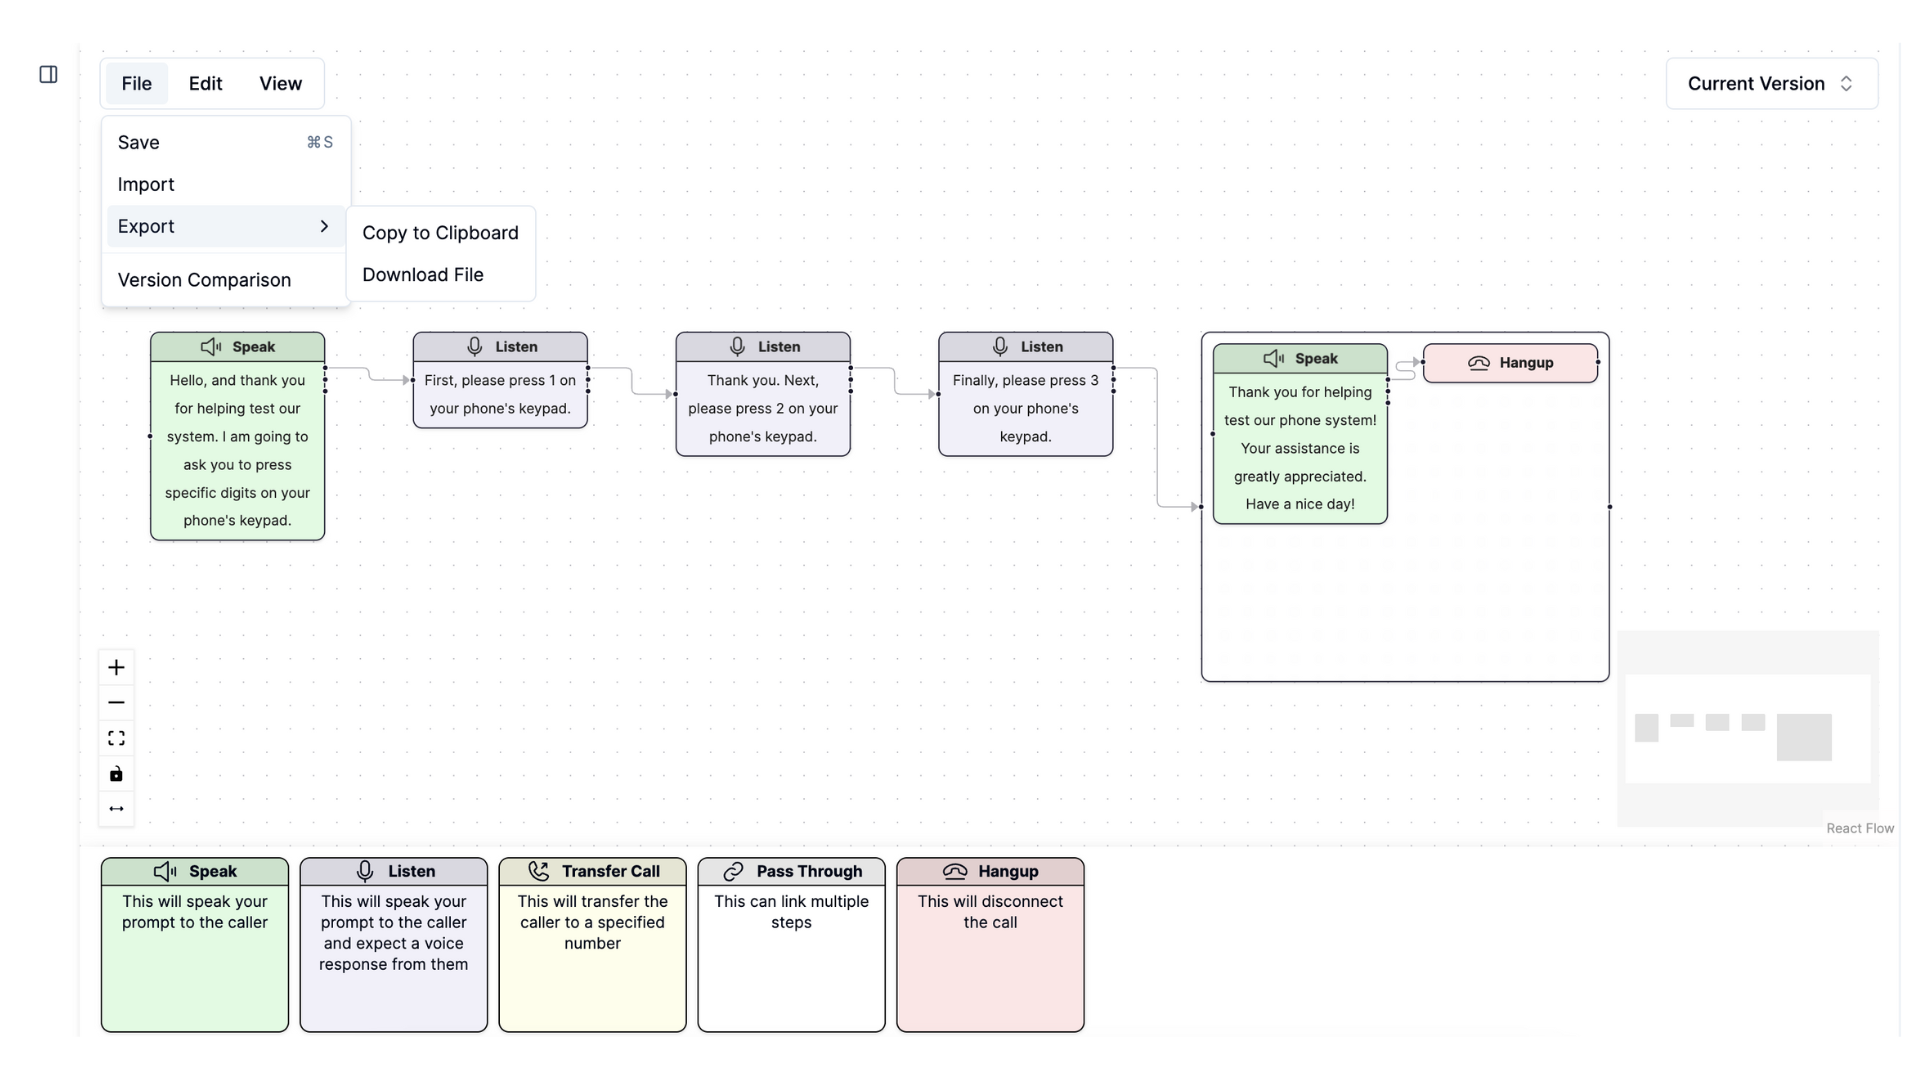 File Edit View
Current Version
Save ⌘S
Import
Export
Copy to Clipboard
Download File
Version Comparison
Speak
Hello, and thank you
for helping test our
system. I am going to
ask you to press
specific digits on your
phone's keypad.
Listen
First, please press 1 on
your phone's keypad.
Listen
Thank you. Next,
please press 2 on your
phone's keypad.
Listen
Finally, please press 3
on your phone's
keypad.
Speak
Thank you for helping
test our phone system!
Your assistance is
greatly appreciated.
Have a nice day!
Hangup
React Flow
Speak
This will speak your
prompt to the caller
Listen
This will speak your
prompt to the caller
and expect a voice
response from them
Transfer Call
This will transfer the
caller to a specified
number
Pass Through
This can link multiple
steps
Hangup
This will disconnect
the call